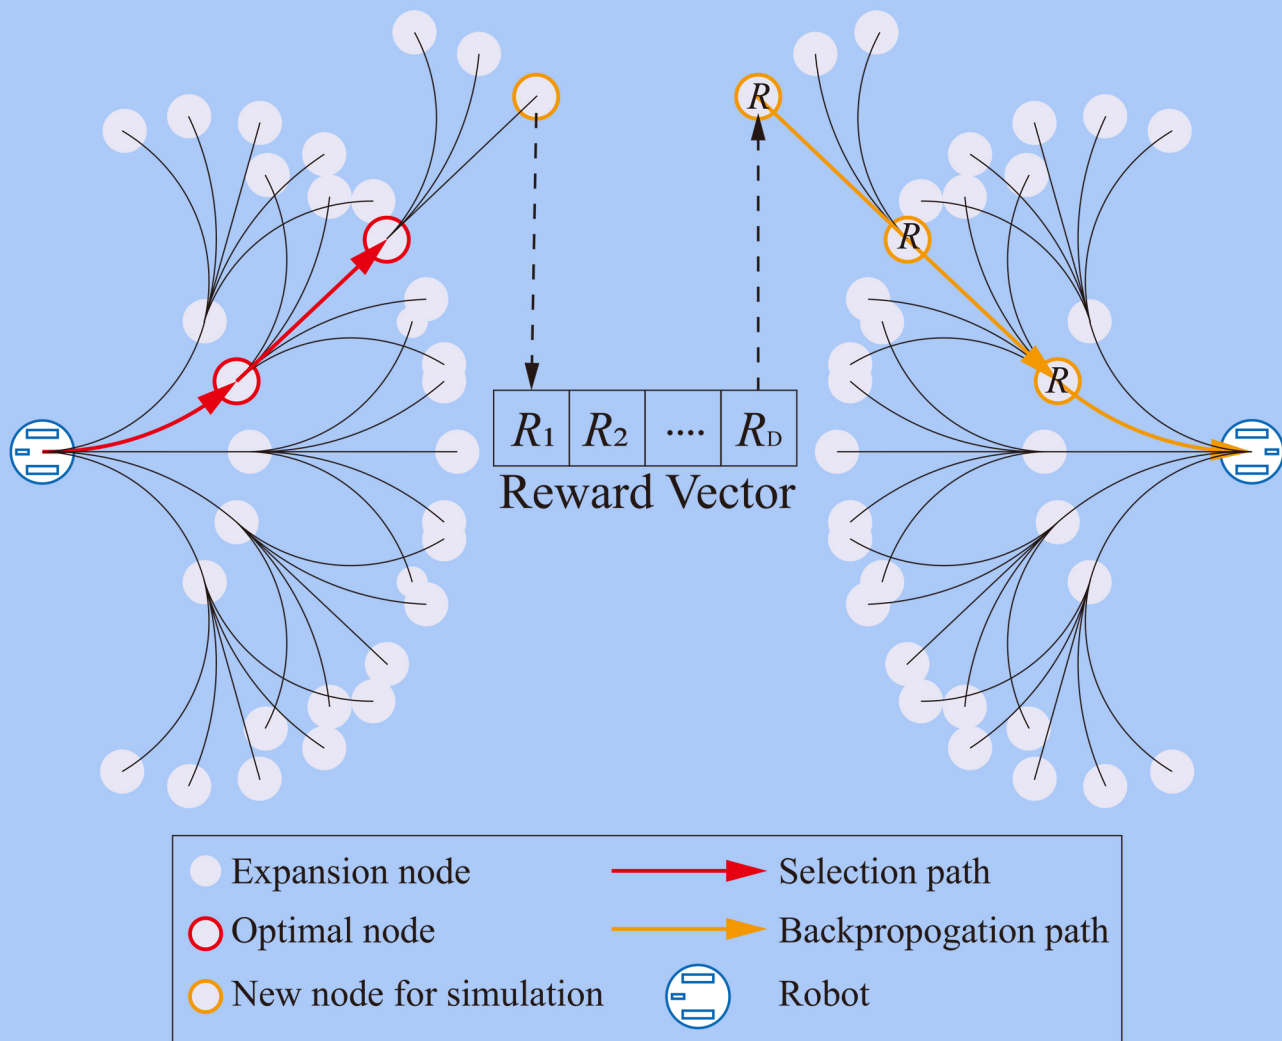 R
R
R
R1 R2 .... RD
Reward Vector
Expansion node
Selection path
Optimal node
Backpropogation path
New node for simulation
Robot